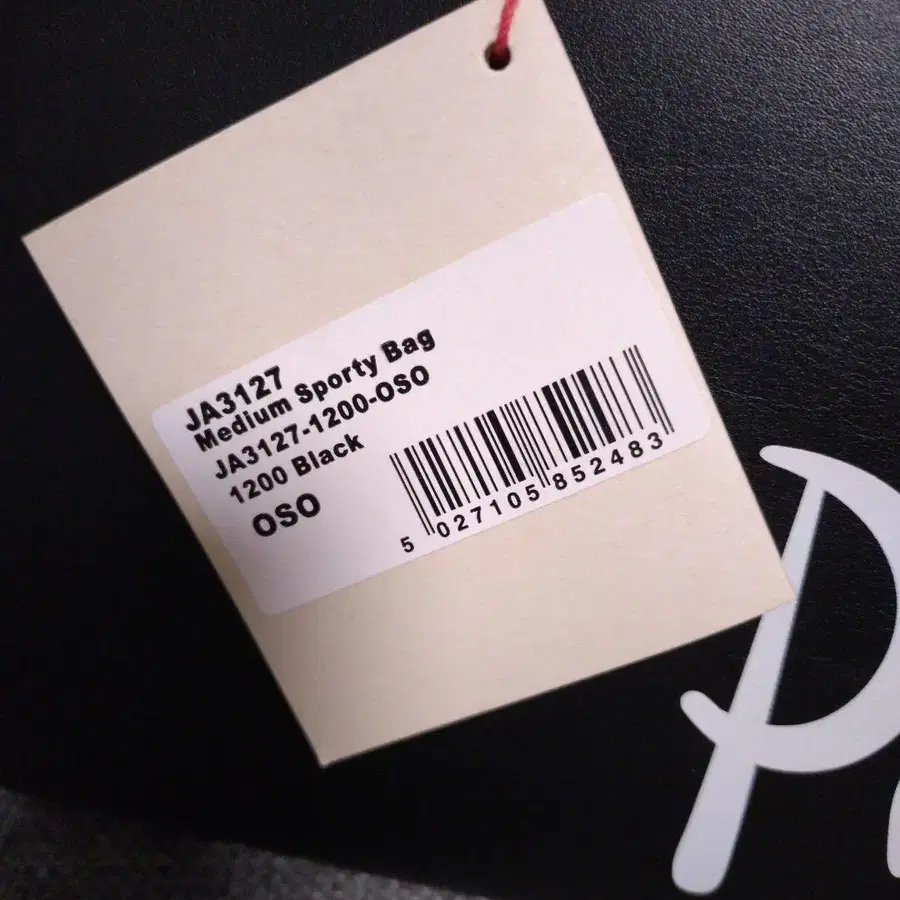 JA3127
Medium Sporty Bag
JA3127-1200-OSO
1200 Black
OSO
5 027105 852483
P